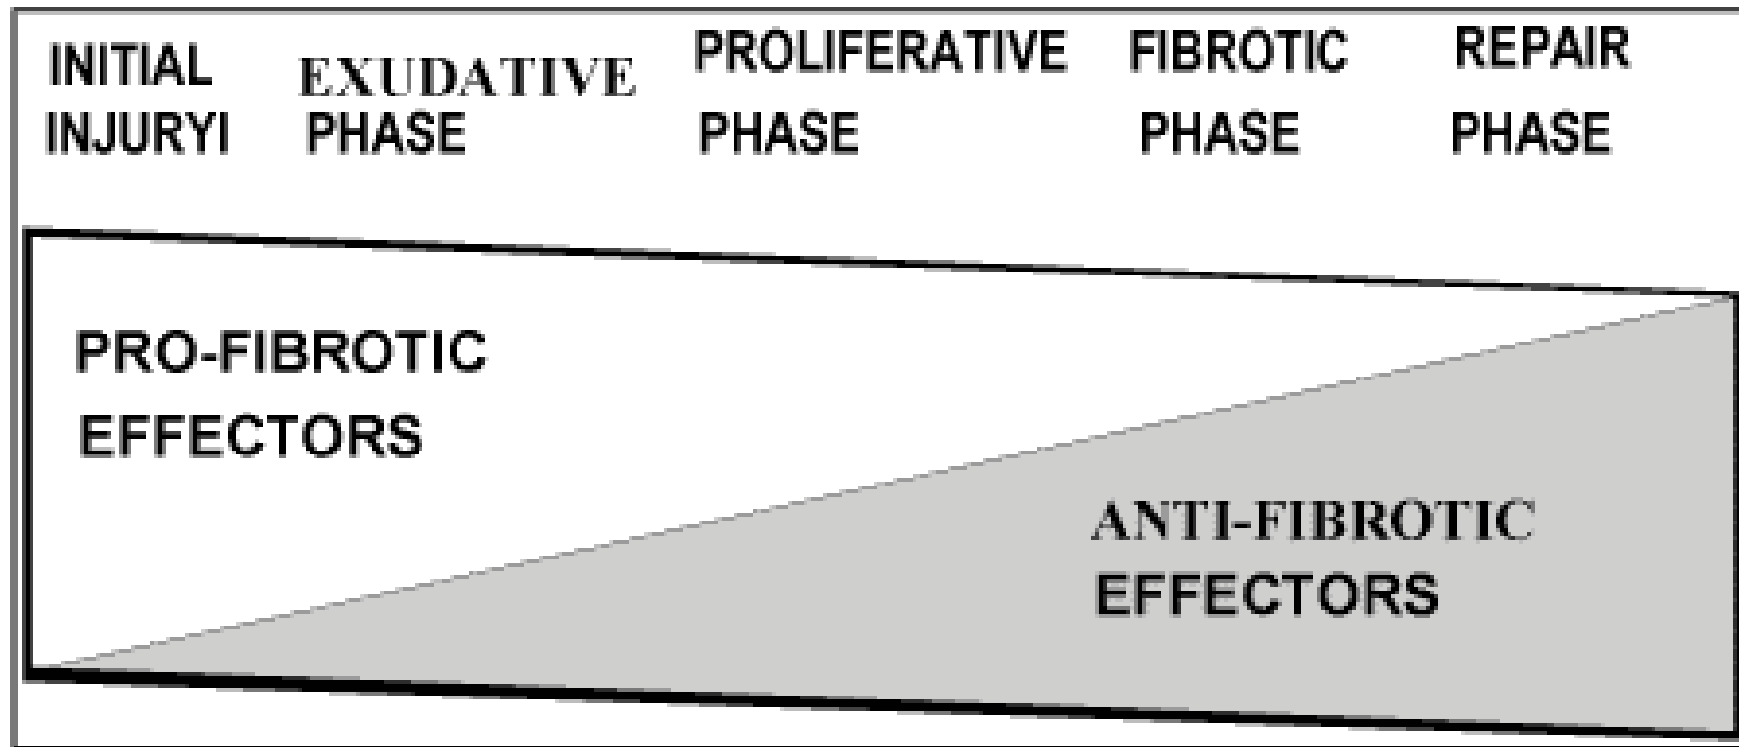 INITIAL
INJURYI
EXUDATIVE
PHASE
PROLIFERATIVE
PHASE
FIBROTIC
PHASE
REPAIR
PHASE
PRO-FIBROTIC
EFFECTORS
ANTI-FIBROTIC
EFFECTORS